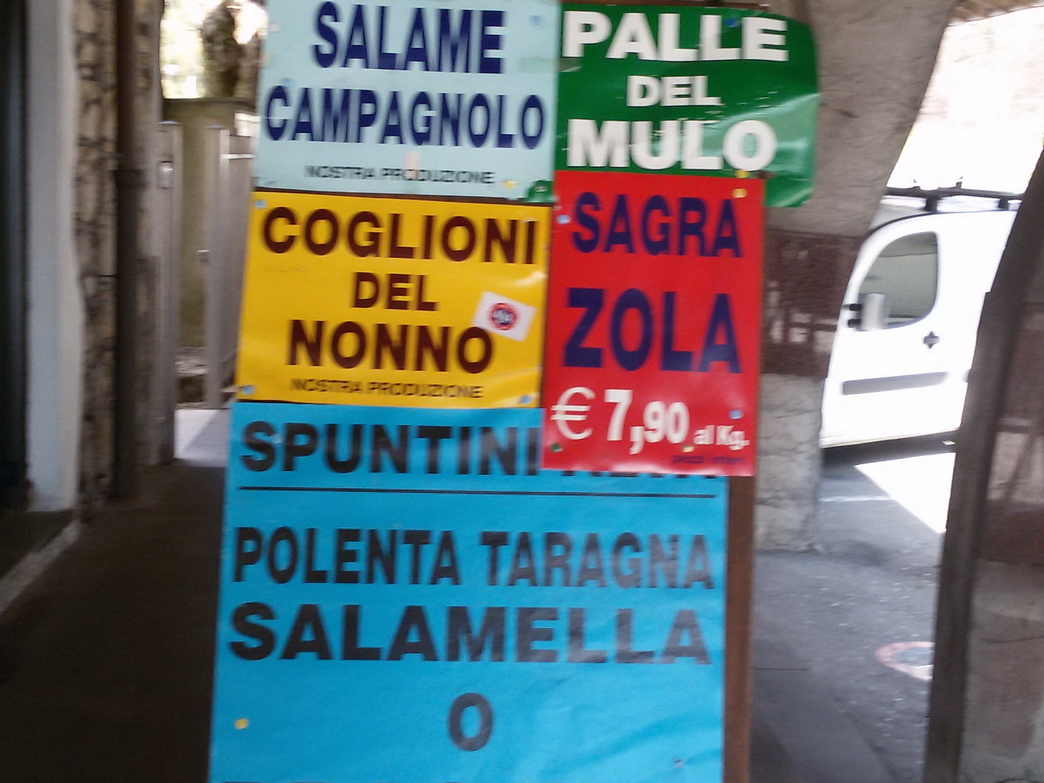 SALAME
CAMPAGNOLO
NOSTRA PRODUZIONE
PALLE
DEL
MULO
COGLIONI
DEL
NONNO
NOSTRA PRODUZIONE
SAGRA
ZOLA
€ 7,90 al Kg.
SPUNTINI
POLENTA TARAGNA
SALAMELLA
O